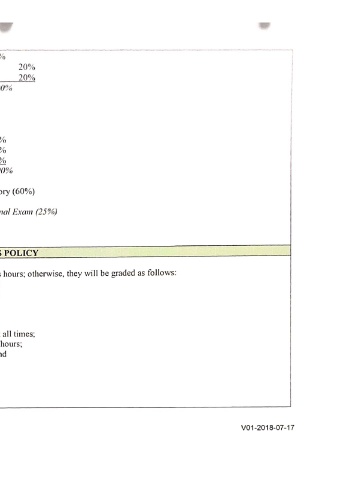 %
20%
20%
0%
%
%
%
00%
ory (60%)
nal Exam (25%)
S POLICY
s hours; otherwise, they will be graded as follows:
all times;
hours;
nd
V01-2018-07-17